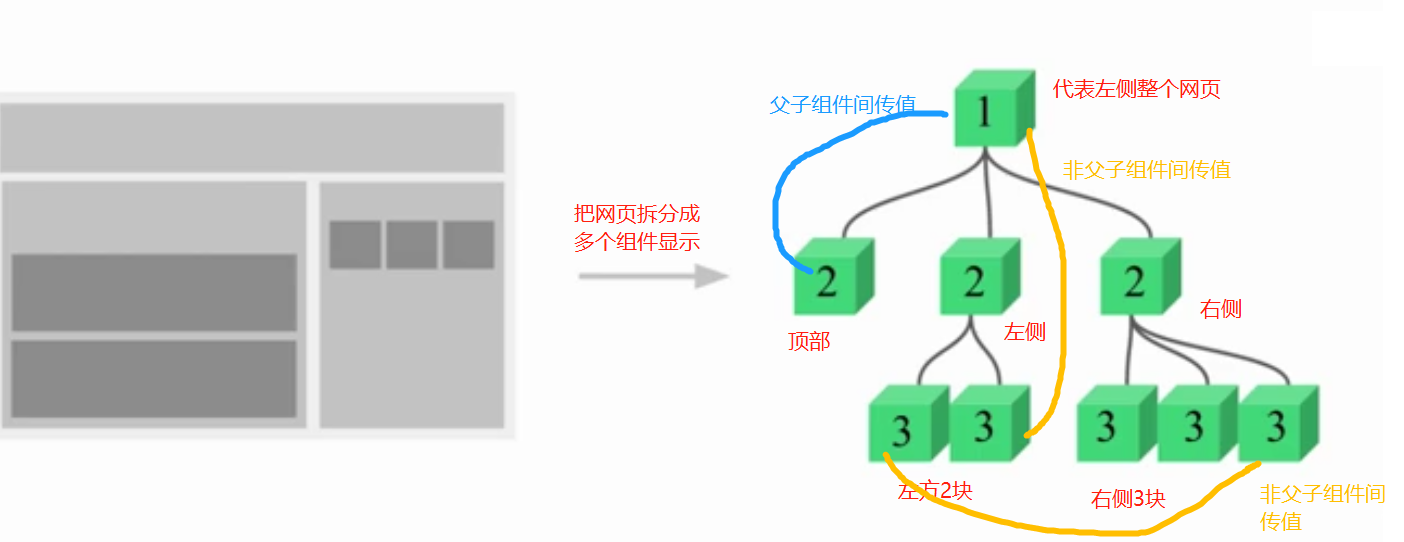 代表左侧整个网页
父子组件间传值
1
非父子组件间传值
把网页拆分成
多个组件显示
2
2
2
顶部
左侧
右侧
3
3
3
3
3
左方2块
右侧3块
非父子组件间
传值